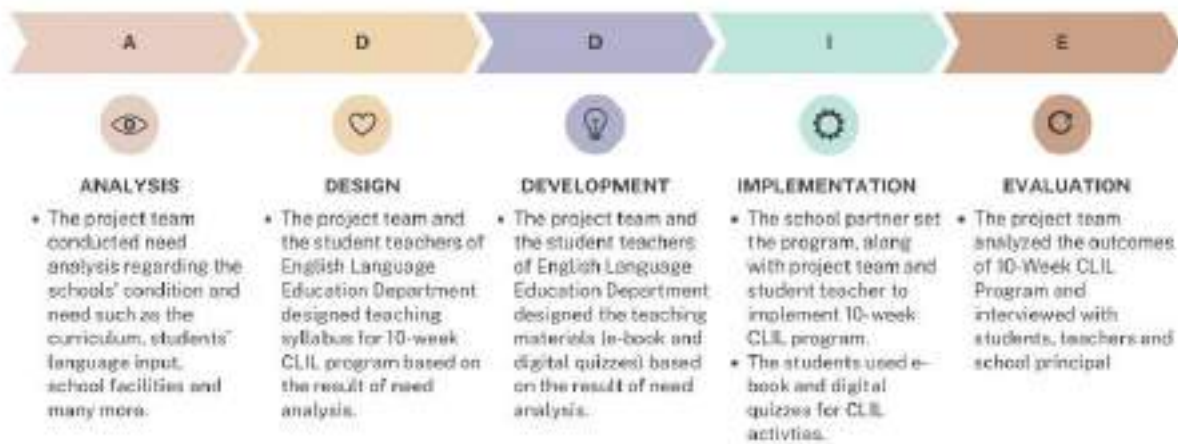 A
D
D
I
E
ANALYSIS
• The project team
conducted need
analysis regarding the
schools' condition and
need such as the
curriculum, students'
language input,
school facilities and
many more.
DESIGN
• The project team and
the student teachers of
English Language
Education Department
designed teaching
syllabus for 10-week
CLIL program based on
the result of need
analysis.
DEVELOPMENT
• The project team and
the student teachers
of English Language
Education Department
designed the teaching
materials (e-book and
digital quizzes) based
on the result of need
analysis.
IMPLEMENTATION
• The school partner set
the program, along
with project team and
student teacher to
implement 10-week
CLIL program.
• The students used e-
book and digital
quizzes for CLIL
activties.
EVALUATION
• The project team
analyzed the outcomes
of 10-Week CLIL
Program and
interviewed with
students, teachers and
school principal